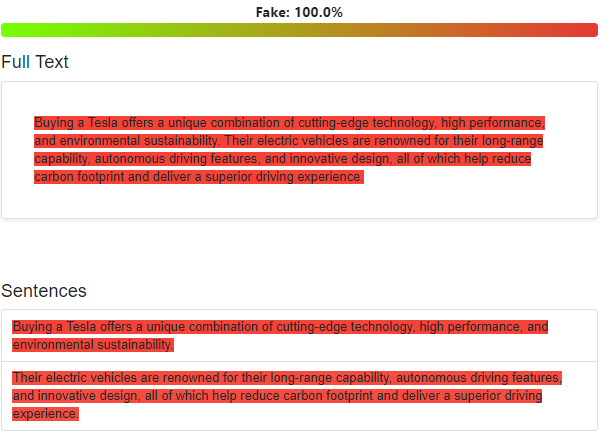 Fake: 100.0%
Full Text
Buying a Tesla offers a unique combination of cutting-edge technology, high performance,
and environmental sustainability. Their electric vehicles are renowned for their long-range
capability, autonomous driving features, and innovative design, all of which help reduce
carbon footprint and deliver a superior driving experience.
Sentences
Buying a Tesla offers a unique combination of cutting-edge technology, high performance, and
environmental sustainability.
Their electric vehicles are renowned for their long-range capability, autonomous driving features,
and innovative design, all of which help reduce carbon footprint and deliver a superior driving
experience.